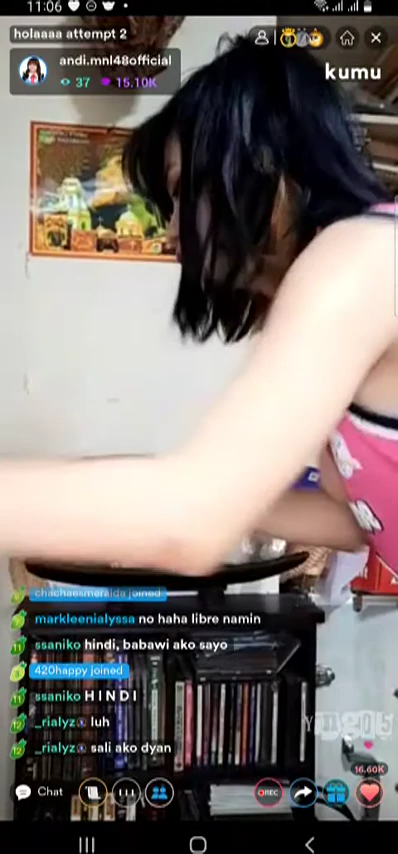 11:06
holaaaa attempt 2
andi.mnl48official
37 15.10K
kumu
chachaesmeralda joined
markleenialyssa no haha libre namin
ssaniko hindi, babawi ako sayo
420happy joined
ssaniko H I N D I
_rialyz luh
_rialyz sali ako dyan
16.60K
Chat
REC